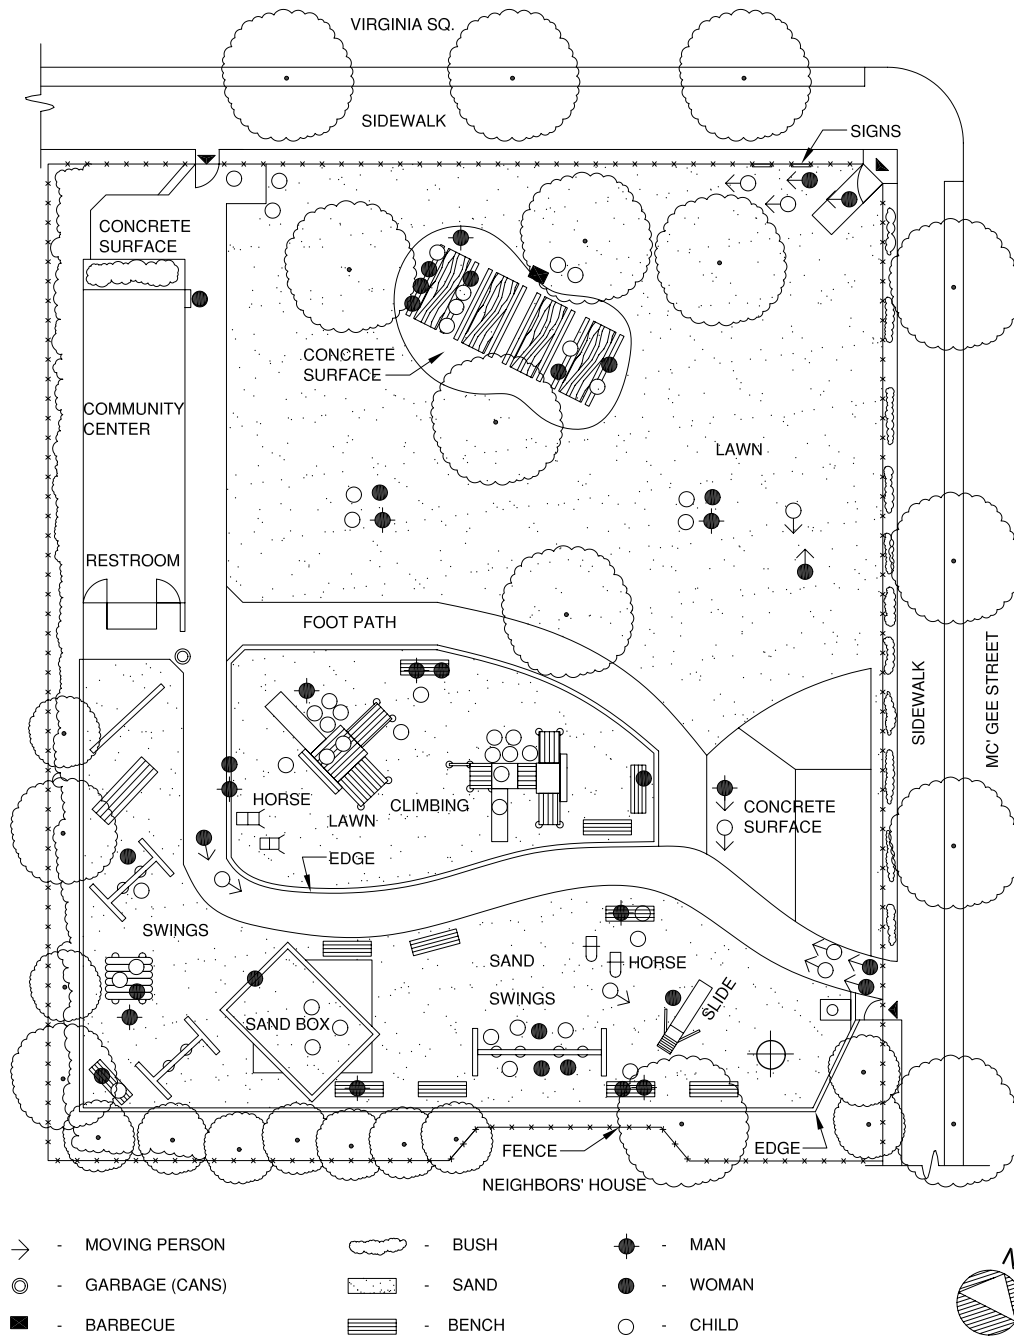 VIRGINIA SQ.
SIDEWALK
SIGNS
CONCRETE
SURFACE
CONCRETE
SURFACE
COMMUNITY
CENTER
LAWN
RESTROOM
FOOT PATH
SIDEWALK
MC' GEE STREET
HORSE
LAWN
CLIMBING
CONCRETE
SURFACE
EDGE
SWINGS
SAND
HORSE
SWINGS
SLIDE
SAND BOX
FENCE
EDGE
NEIGHBORS' HOUSE
- MOVING PERSON
- BUSH
- MAN
- GARBAGE (CANS)
- SAND
- WOMAN
- BARBECUE
- BENCH
- CHILD